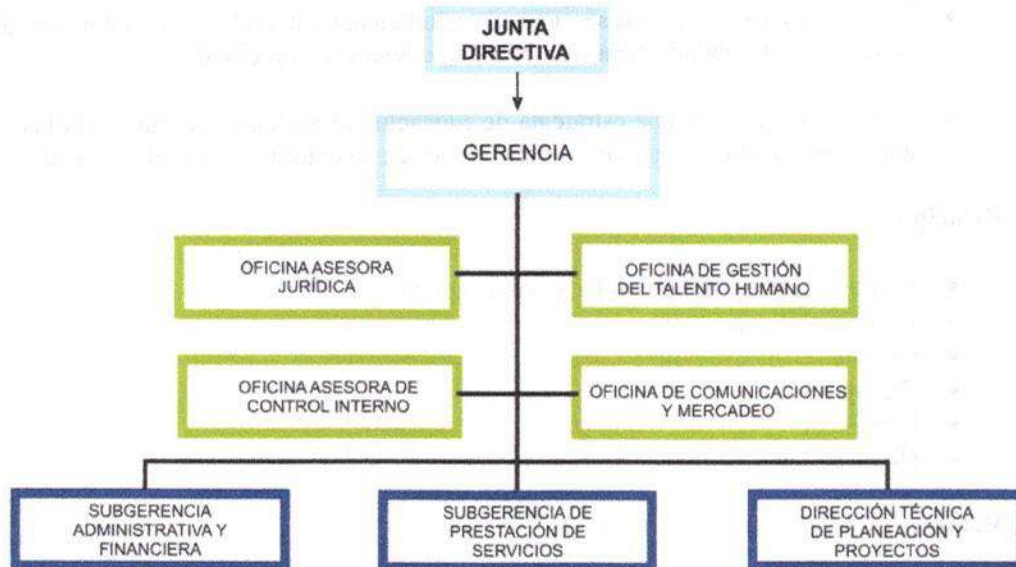 JUNTA
DIRECTIVA
GERENCIA
OFICINA ASESORA
JURÍDICA
OFICINA DE GESTIÓN
DEL TALENTO HUMANO
OFICINA ASESORA DE
CONTROL INTERNO
OFICINA DE COMUNICACIONES
Y MERCADEO
SUBGERENCIA
ADMINISTRATIVA Y
FINANCIERA
SUBGERENCIA DE
PRESTACIÓN DE
SERVICIOS
DIRECCIÓN TÉCNICA
DE PLANEACIÓN Y
PROYECTOS